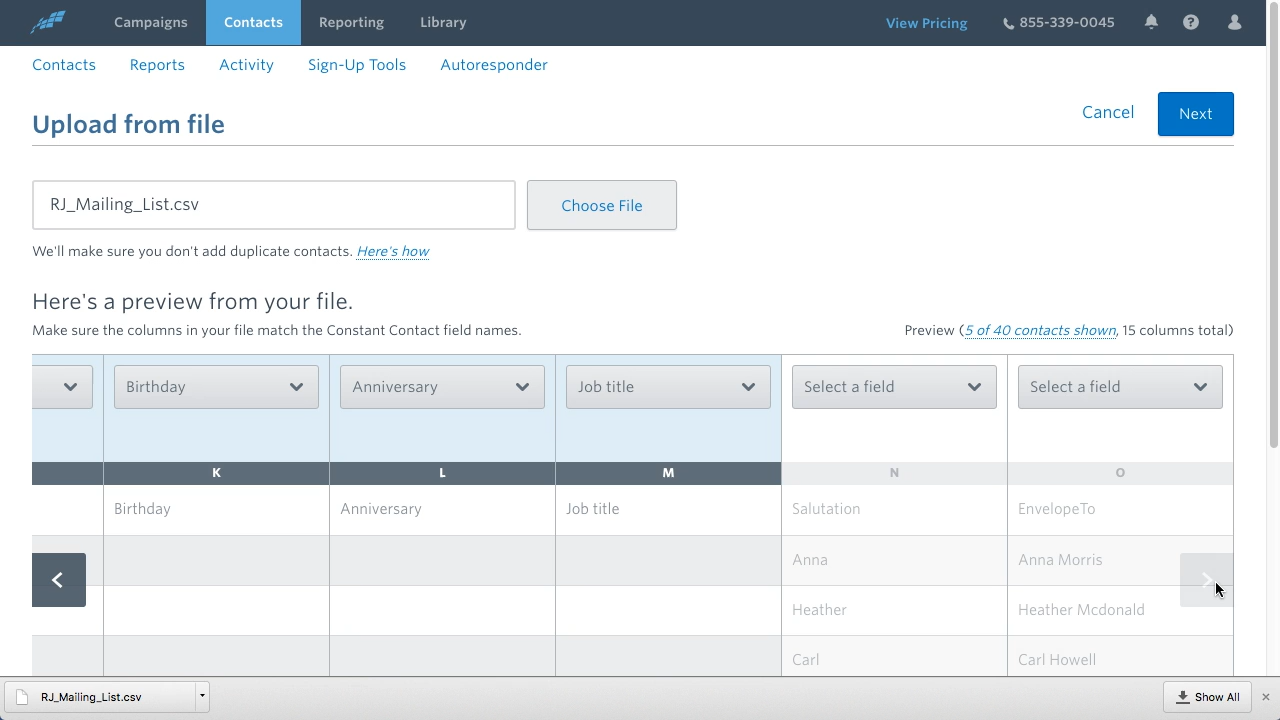 Campaigns Contacts Reporting Library View Pricing 855-339-0045
Contacts Reports Activity Sign-Up Tools Autoresponder
Upload from file Cancel Next
RJ_Mailing_List.csv Choose File
We'll make sure you don't add duplicate contacts. Here's how
Here's a preview from your file.
Make sure the columns in your file match the Constant Contact field names. Preview (5 of 40 contacts shown, 15 columns total)
Birthday Anniversary Job title Select a field Select a field
K L M N O
Birthday Anniversary Job title Salutation EnvelopeTo
Anna Anna Morris
Heather Heather Mcdonald
Carl Carl Howell
RJ_Mailing_List.csv Show All